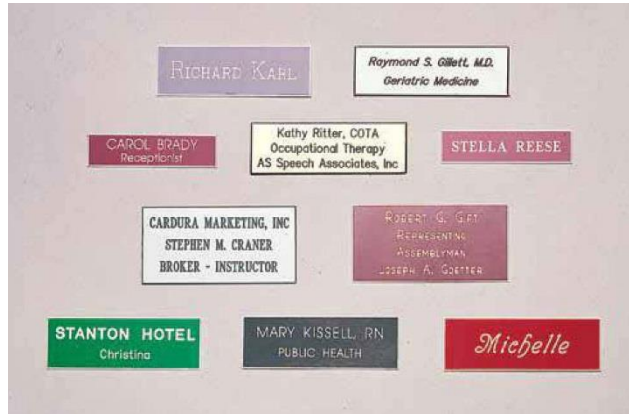 RICHARD KARL
Raymond S. Gillett, M.D.
Geriatric Medicine
CAROL BRADY
Receptionist
Kathy Ritter, COTA
Occupational Therapy
AS Speech Associates, Inc
STELLA REESE
CARDURA MARKETING, INC
STEPHEN M. CRANER
BROKER - INSTRUCTOR
ROBERT G. GIFT
REPRESENTING
ASSEMBLYMAN
JOSEPH A. GOETTER
STANTON HOTEL
Christina
MARY KISSELL, RN
PUBLIC HEALTH
Michelle